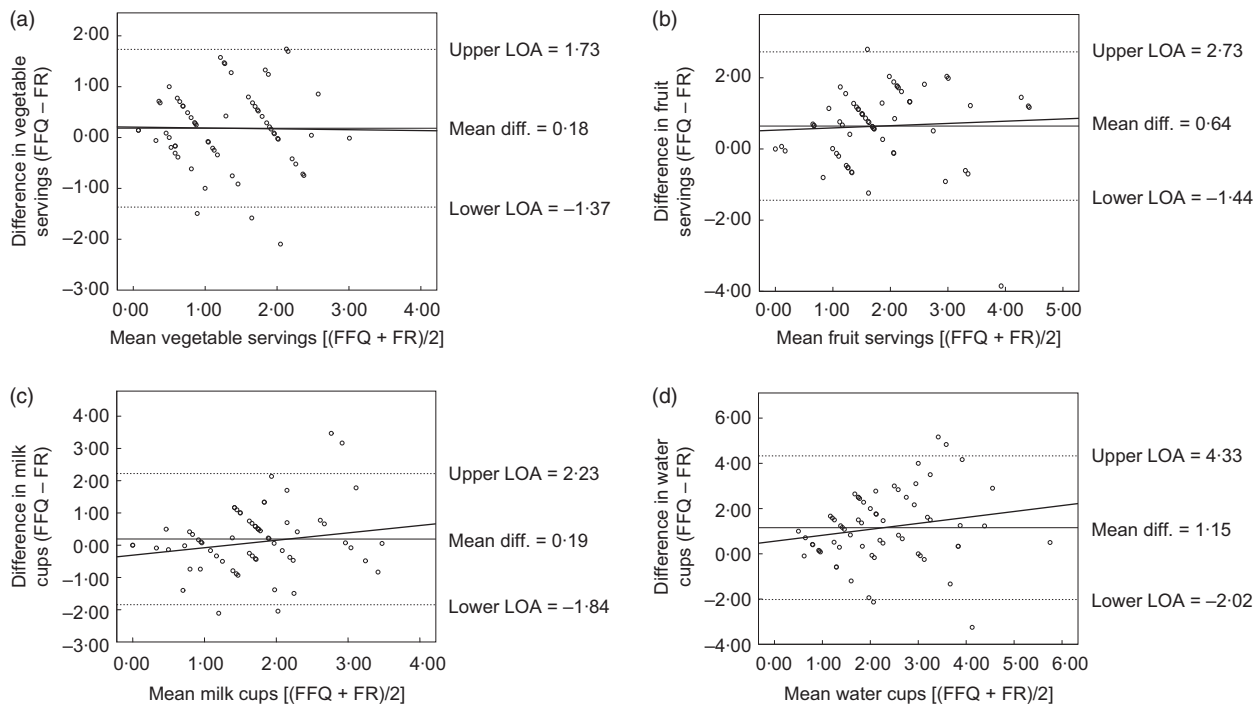 (a)
Difference in vegetable
servings (FFQ – FR)
2·00
1·00
0·00
–1·00
–2·00
–3·00
0·00 1·00 2·00 3·00 4·00
Mean vegetable servings [(FFQ + FR)/2]
Upper LOA = 1·73
Mean diff. = 0·18
Lower LOA = –1·37
(b)
Difference in fruit
servings (FFQ – FR)
2·00
0·00
–2·00
–4·00
0·00 1·00 2·00 3·00 4·00 5·00
Mean fruit servings [(FFQ + FR)/2]
Upper LOA = 2·73
Mean diff. = 0·64
Lower LOA = –1·44
(c)
Difference in milk
cups (FFQ – FR)
4·00
3·00
2·00
1·00
0·00
–1·00
–2·00
–3·00
0·00 1·00 2·00 3·00 4·00
Mean milk cups [(FFQ + FR)/2]
Upper LOA = 2·23
Mean diff. = 0·19
Lower LOA = –1·84
(d)
Difference in water
cups (FFQ – FR)
6·00
4·00
2·00
0·00
–2·00
–4·00
0·00 1·00 2·00 3·00 4·00 5·00 6·00
Mean water cups [(FFQ + FR)/2]
Upper LOA = 4·33
Mean diff. = 1·15
Lower LOA = –2·02